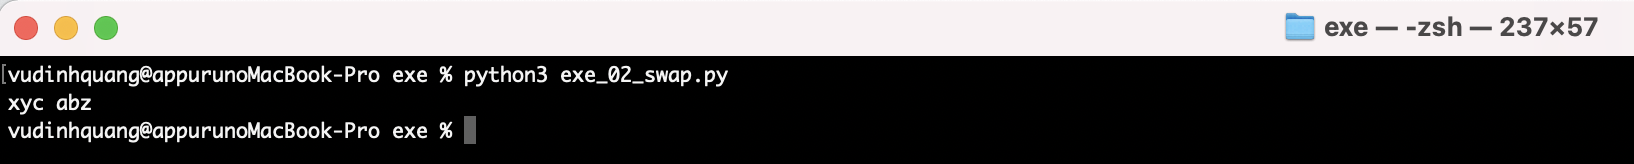 exe — -zsh — 237×57
[vudinhquang@appurunoMacBook-Pro exe % python3 exe_02_swap.py
xyc abz
vudinhquang@appurunoMacBook-Pro exe %